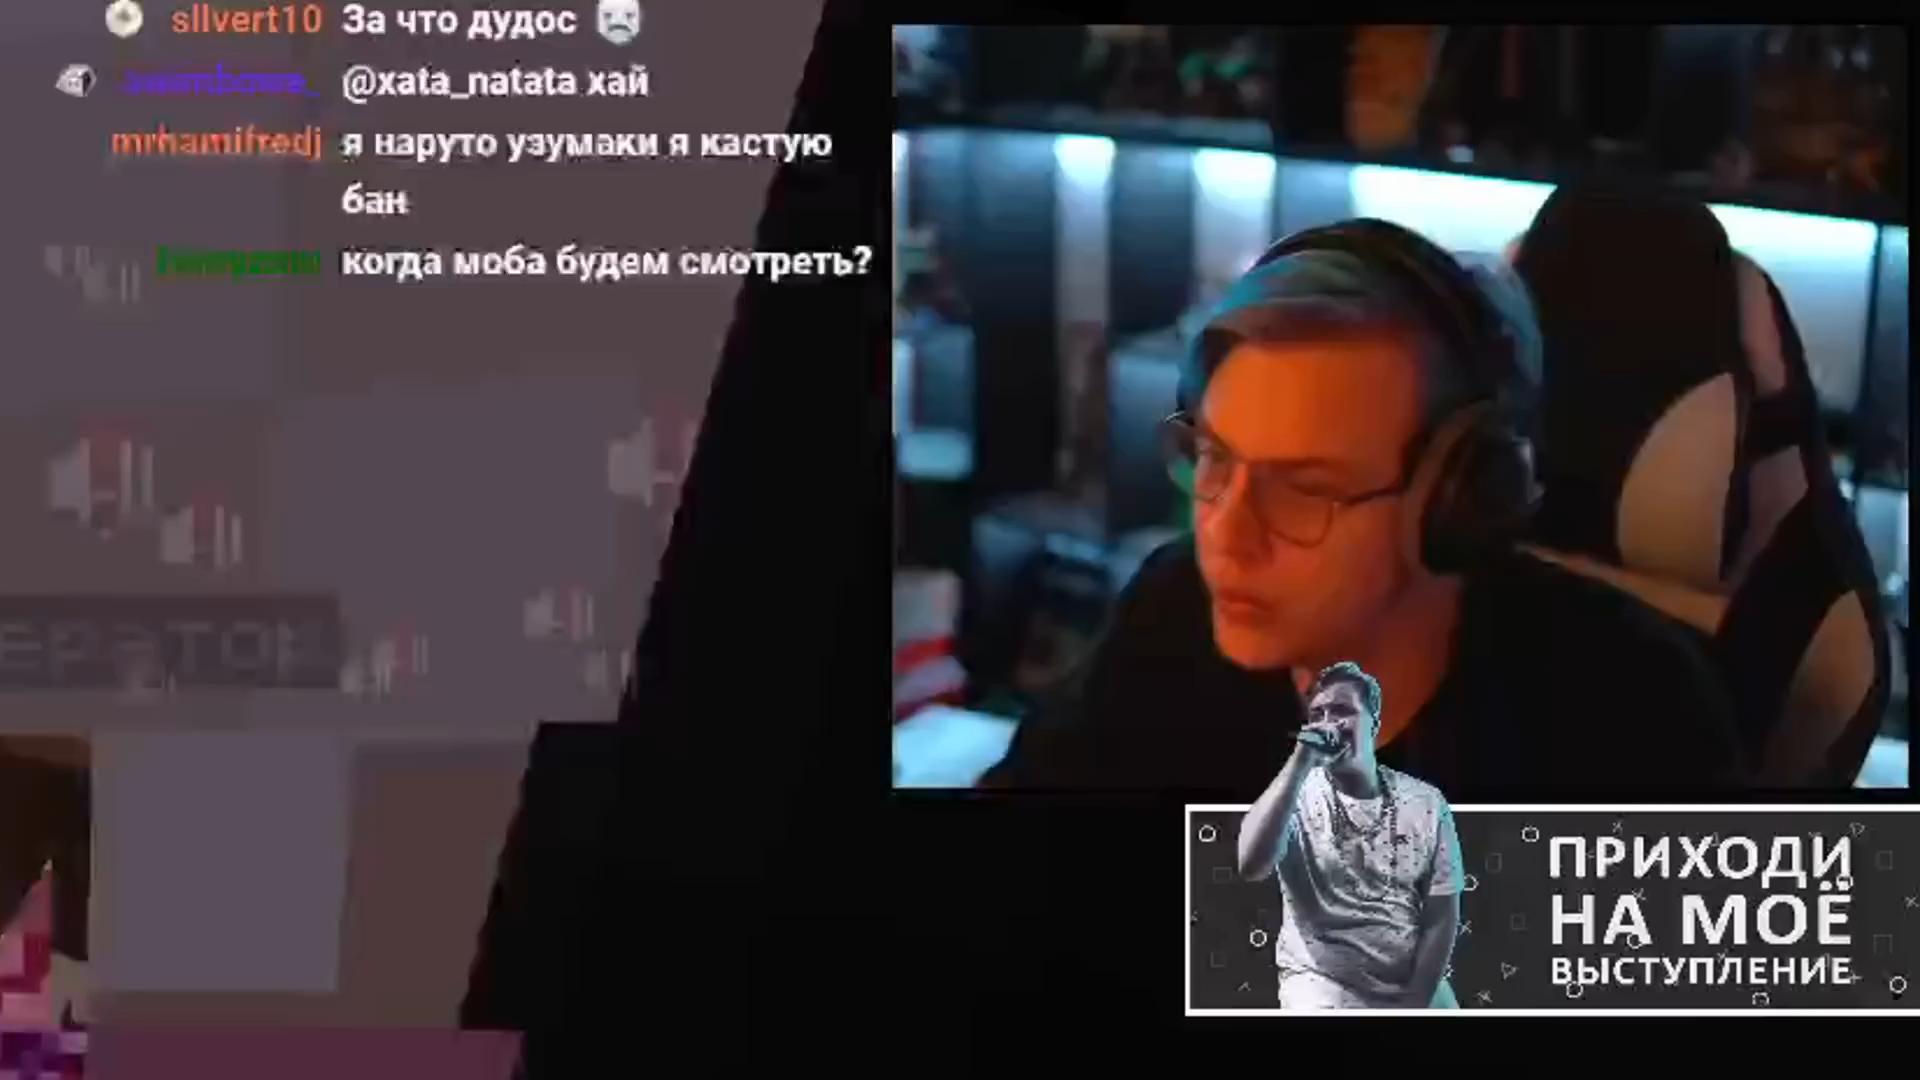 sllvert10 За что дудос
@xata_natata хай
mrhamifredj я наруто узумаки я кастую
бан
когда моба будем смотреть?
ПРИХОДИ
НА МОЁ
ВЫСТУПЛЕНИЕ